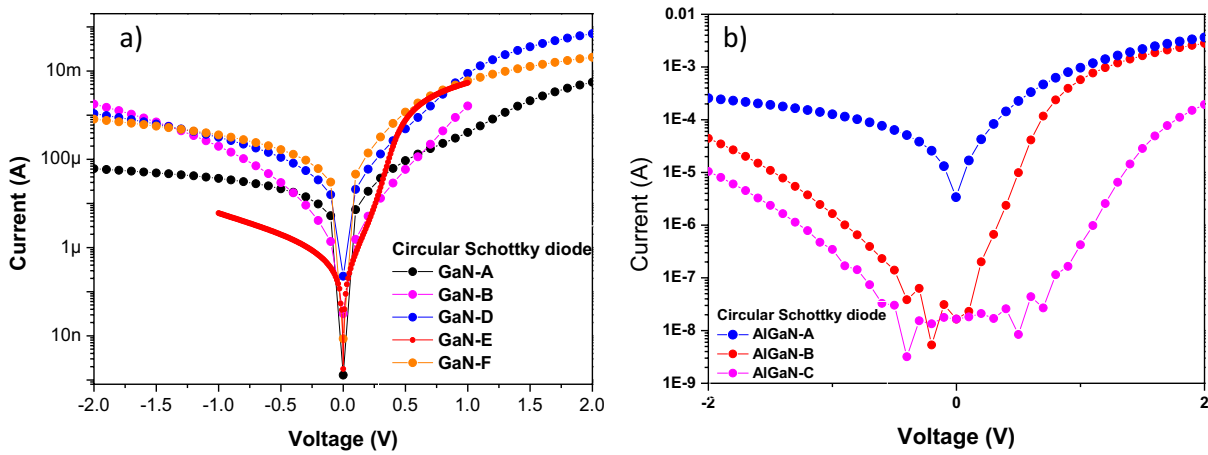 a)
Current (A)
10m
100μ
1μ
10n
-2.0 -1.5 -1.0 -0.5 0.0 0.5 1.0 1.5 2.0
Voltage (V)
Circular Schottky diode
GaN-A
GaN-B
GaN-D
GaN-E
GaN-F
b)
Current (A)
0.01
1E-3
1E-4
1E-5
1E-6
1E-7
1E-8
1E-9
-2 0 2
Voltage (V)
Circular Schottky diode
AlGaN-A
AlGaN-B
AlGaN-C